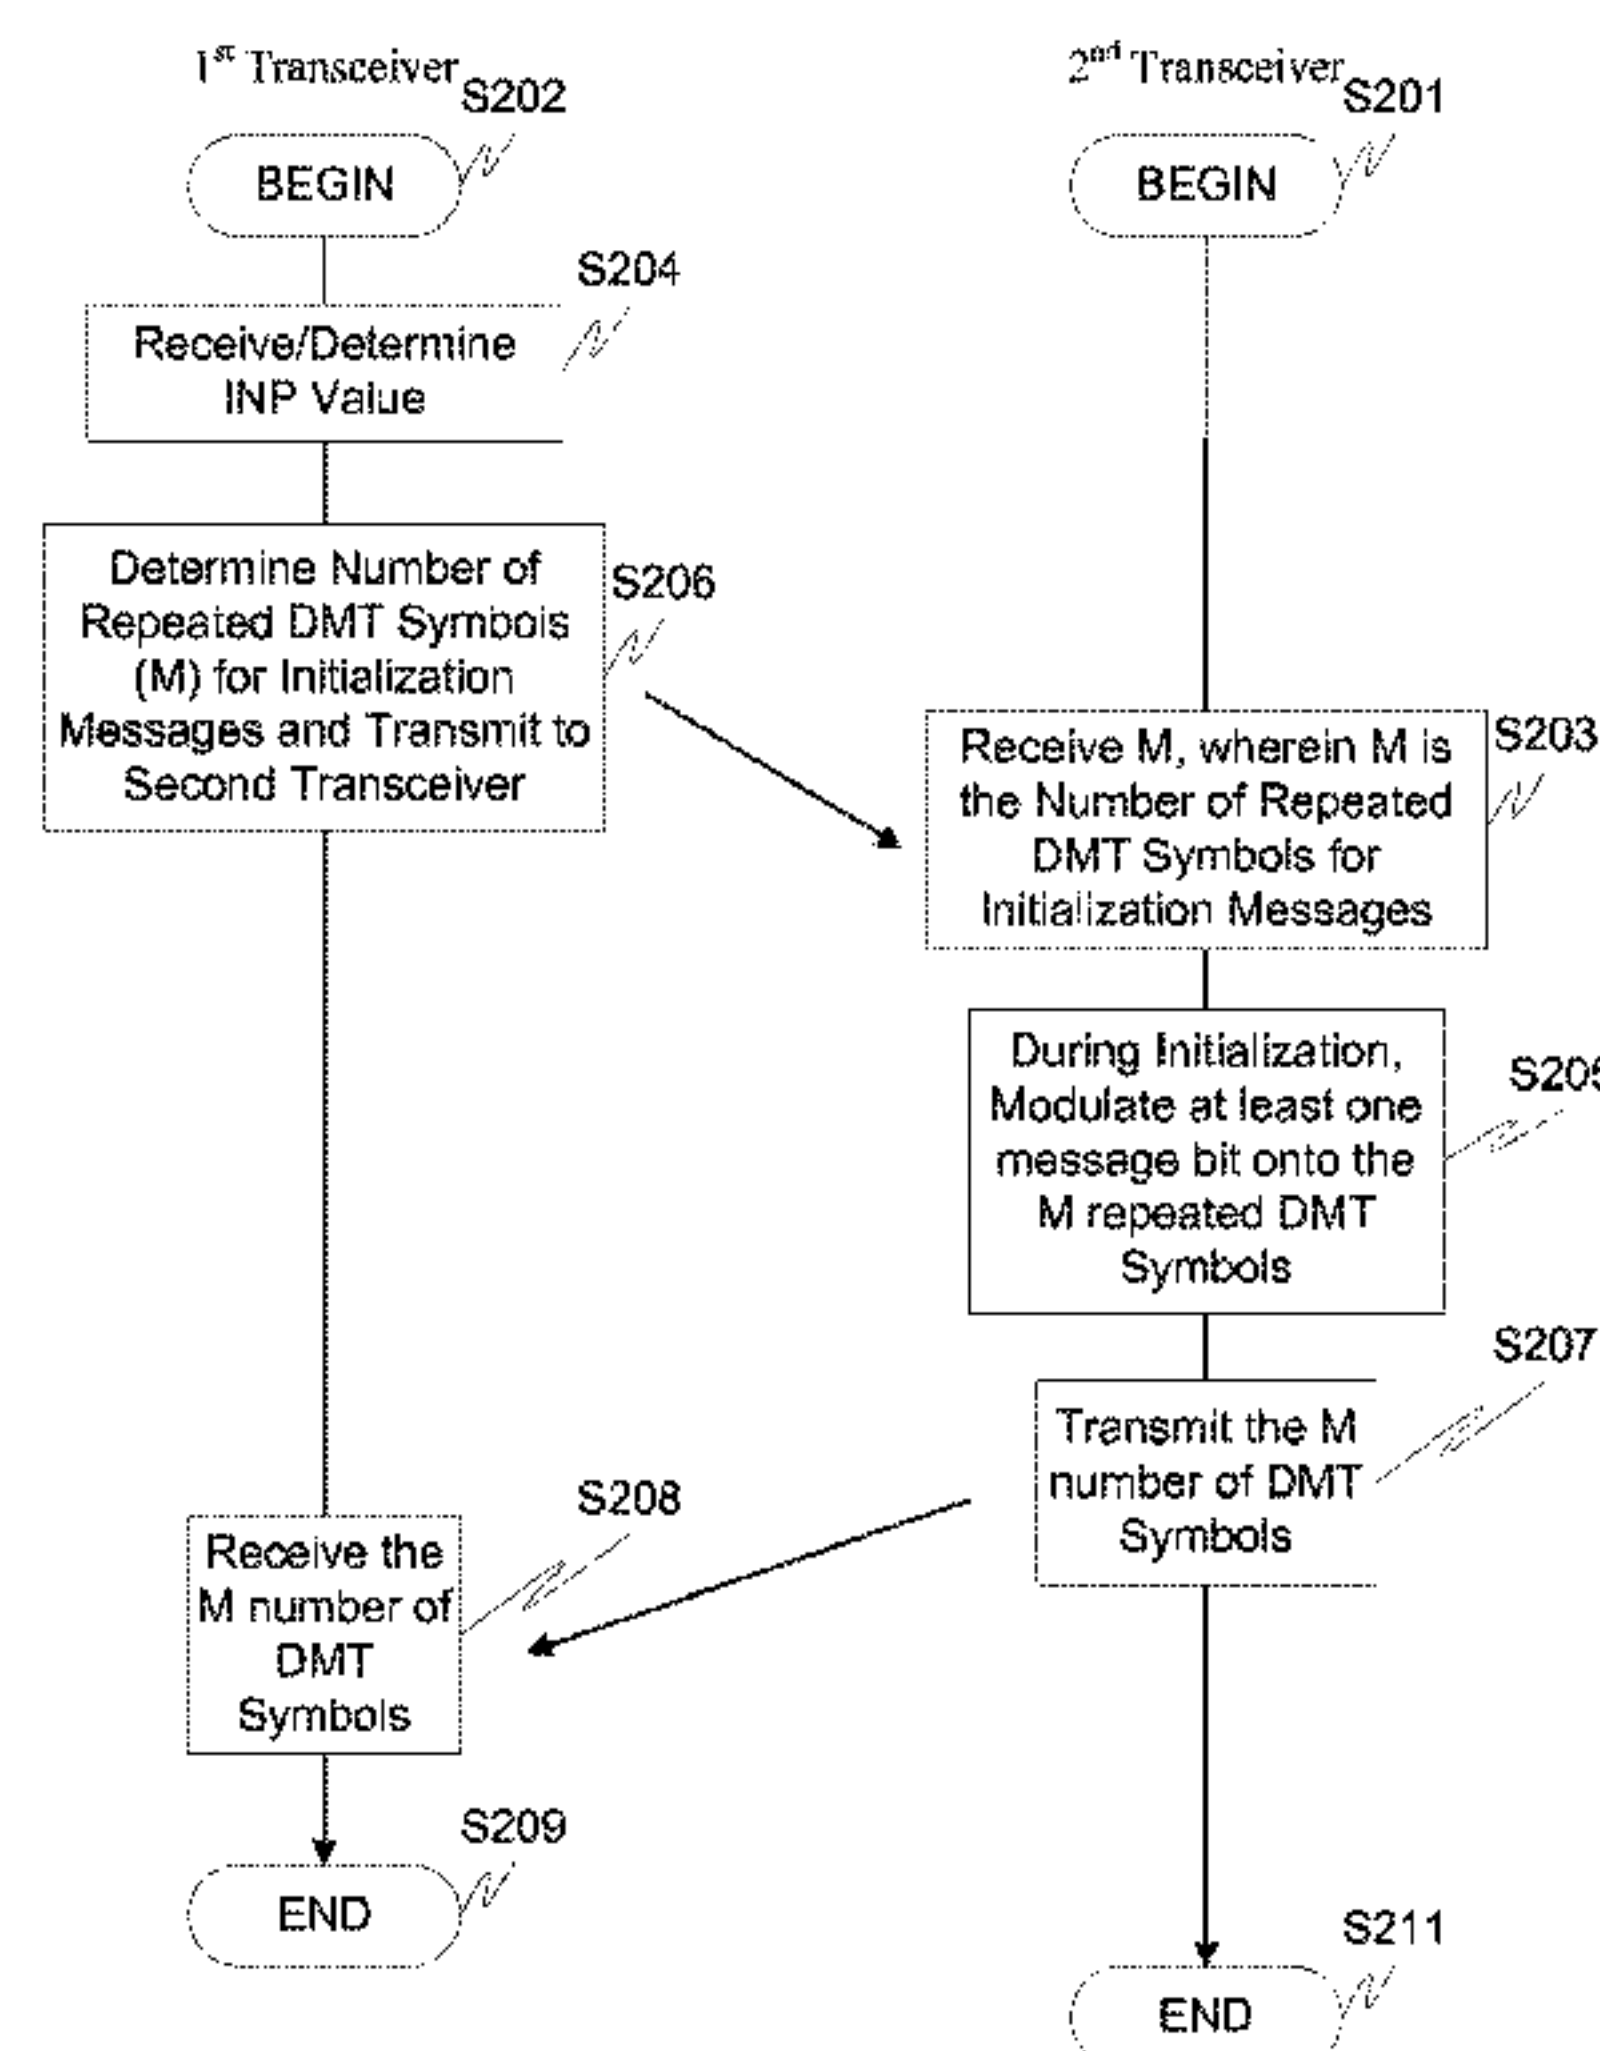 1st Transceiver
S202
BEGIN
S204
Receive/Determine
INP Value
Determine Number of
Repeated DMT Symbols
(M) for Initialization
Messages and Transmit to
Second Transceiver
S206
2nd Transceiver
S201
BEGIN
Receive M, wherein M is
the Number of Repeated
DMT Symbols for
Initialization Messages
S203
During Initialization,
Modulate at least one
message bit onto the
M repeated DMT
Symbols
S205
S207
Transmit the M
number of DMT
Symbols
S208
Receive the
M number of
DMT
Symbols
S209
END
S211
END